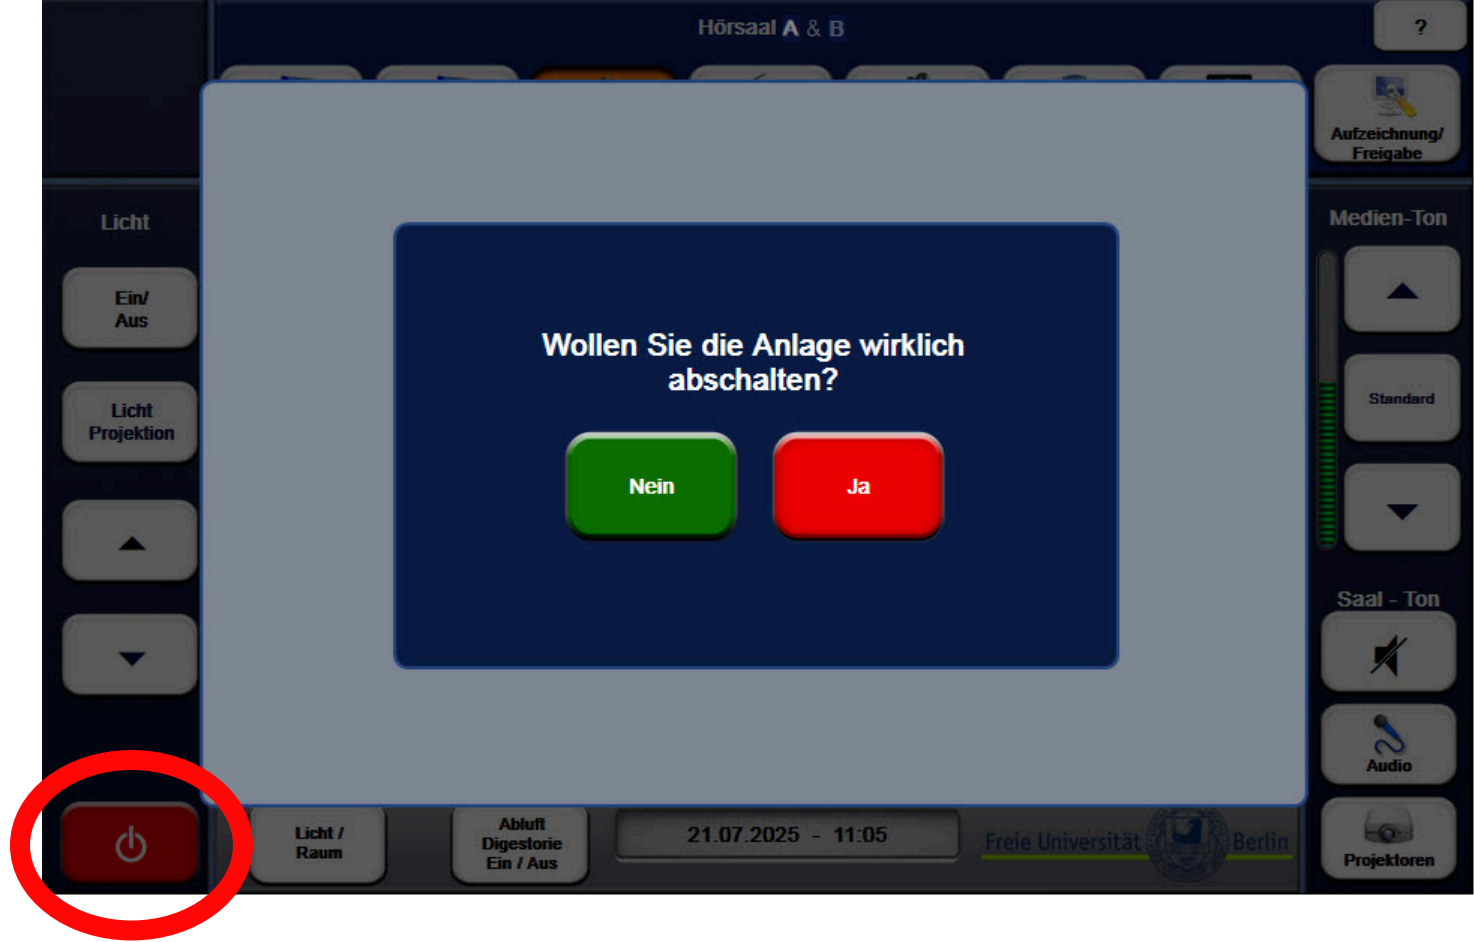 Hörsaal A & B
?
Aufzeichnung/
Freigabe
Licht
Medien-Ton
Ein/
Aus
Wollen Sie die Anlage wirklich
abschalten?
Standard
Licht
Projektion
Nein
Ja
Saal - Ton
Audio
Licht /
Raum
Abluft
Digestorie
Ein / Aus
21.07.2025 - 11:05
Freie Universität Berlin
Projektoren